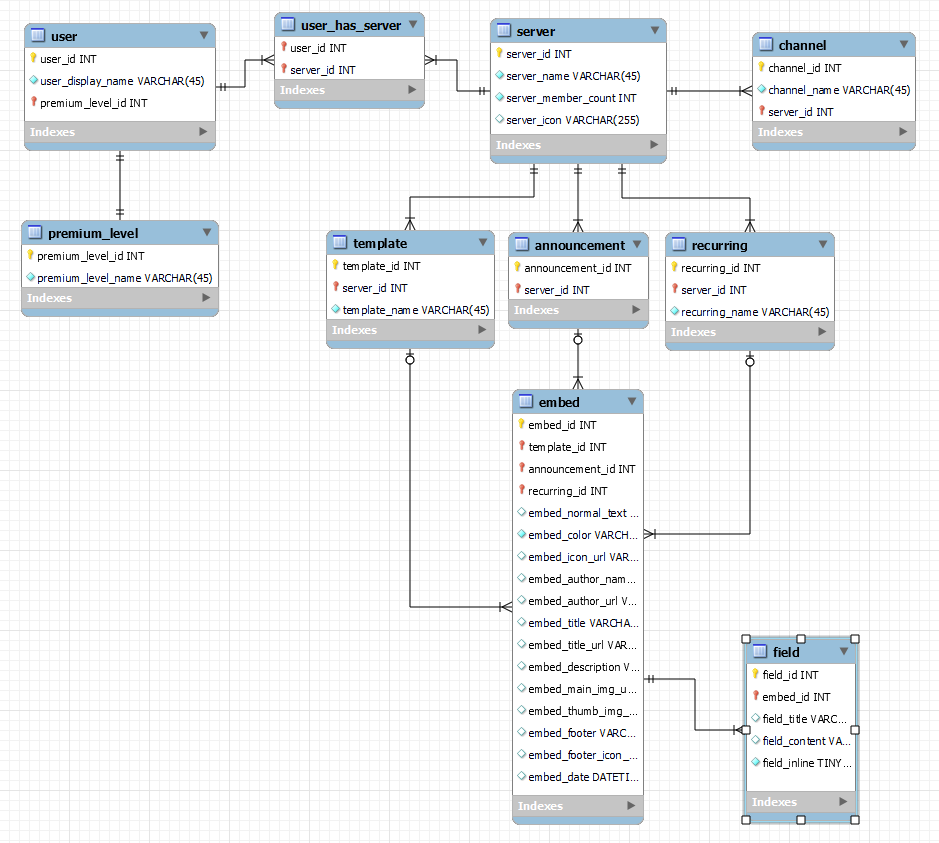 user
user_id INT
user_display_name VARCHAR(45)
premium_level_id INT
Indexes
user_has_server
user_id INT
server_id INT
Indexes
server
server_id INT
server_name VARCHAR(45)
server_member_count INT
server_icon VARCHAR(255)
Indexes
channel
channel_id INT
channel_name VARCHAR(45)
server_id INT
Indexes
premium_level
premium_level_id INT
premium_level_name VARCHAR(45)
Indexes
template
template_id INT
server_id INT
template_name VARCHAR(45)
Indexes
announcement
announcement_id INT
server_id INT
Indexes
recurring
recurring_id INT
server_id INT
recurring_name VARCHAR(45)
Indexes
embed
embed_id INT
template_id INT
announcement_id INT
recurring_id INT
embed_normal_text ...
embed_color VARCH...
embed_icon_url VAR...
embed_author_nam...
embed_author_url V...
embed_title VARCHA...
embed_title_url VAR...
embed_description V...
embed_main_img_u...
embed_thumb_img_...
embed_footer VARC...
embed_footer_icon_...
embed_date DATETI...
Indexes
field
field_id INT
embed_id INT
field_title VARC...
field_content VA...
field_inline TINY...
Indexes